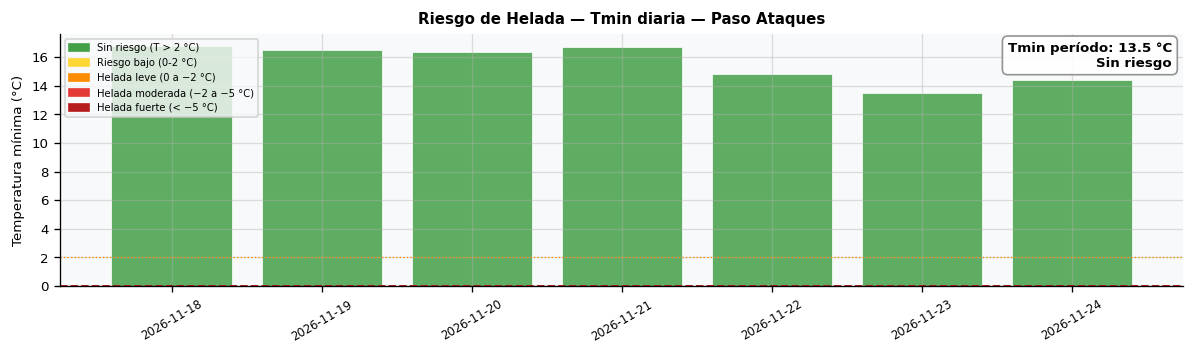 Riesgo de Helada — Tmin diaria — Paso Ataques
Temperatura mínima (°C)
16
14
12
10
8
6
4
2
0
Sin riesgo (T > 2 °C)
Riesgo bajo (0-2 °C)
Helada leve (0 a −2 °C)
Helada moderada (−2 a −5 °C)
Helada fuerte (< −5 °C)
Tmin período: 13.5 °C
Sin riesgo
2026-11-18
2026-11-19
2026-11-20
2026-11-21
2026-11-22
2026-11-23
2026-11-24